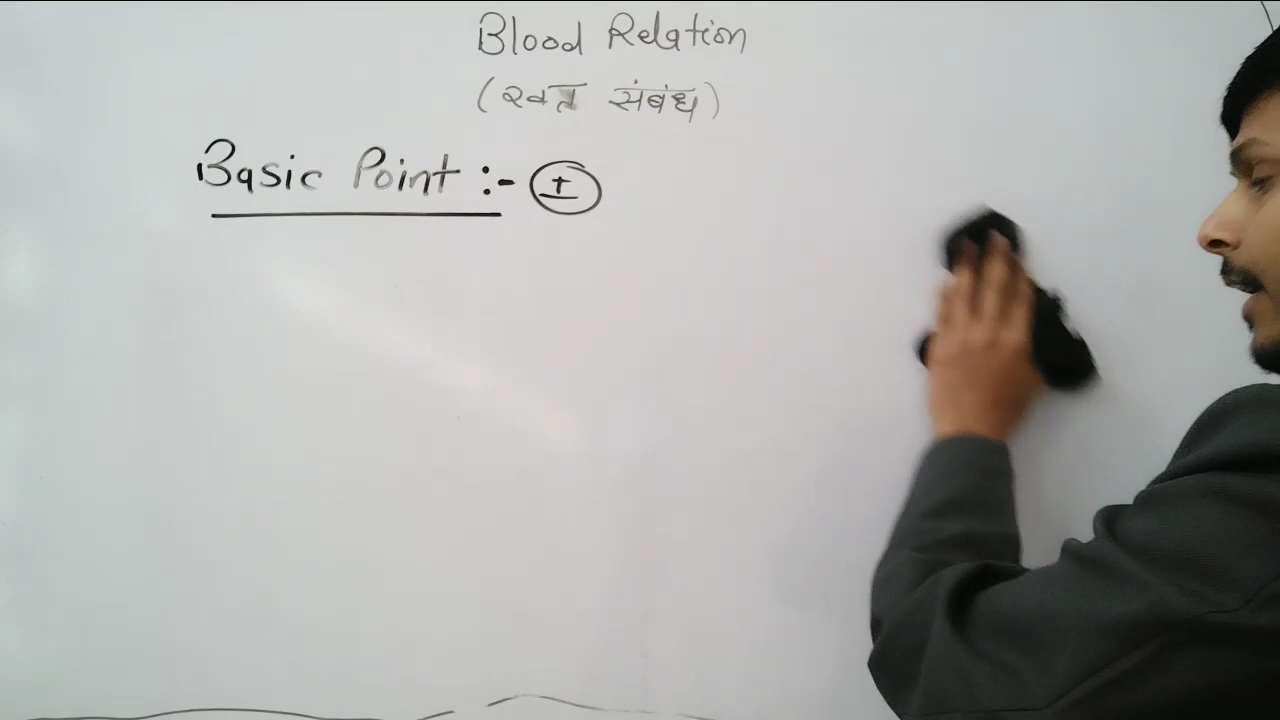 Blood Relation
(रक्त संबंध)
Basic Point :- ±